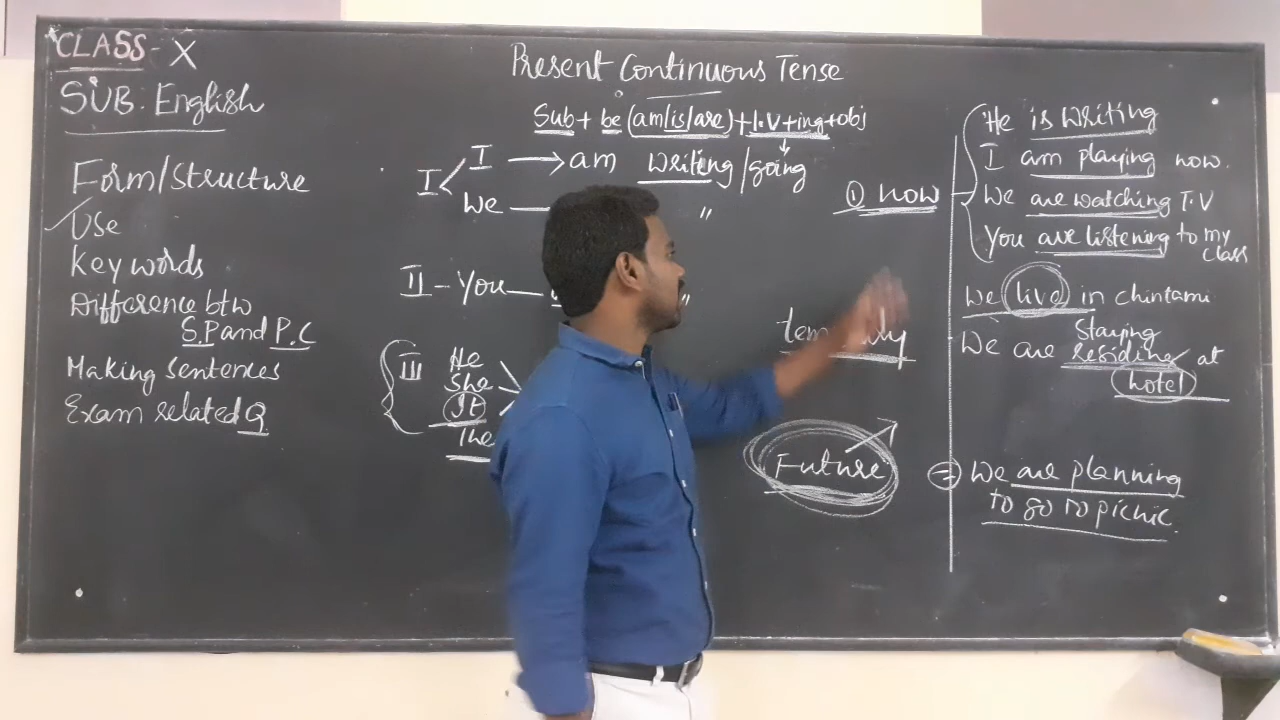 CLASS - X
SUB: English
Form/Structure
Use
Key words
Difference btw
S.P and P.C
Making sentences
Exam related Q
Present Continuous Tense
Sub + be (am/is/are) + I.V+ing+obj
I
I → am writing/going
We "
II - You "
III
He
She
It
① now
temporary
Future
He is writing
I am playing now.
We are watching T.V
You are listening to my
class
We live in chintami
staying
We are residing at
hotel
= We are planning
to go to picnic.